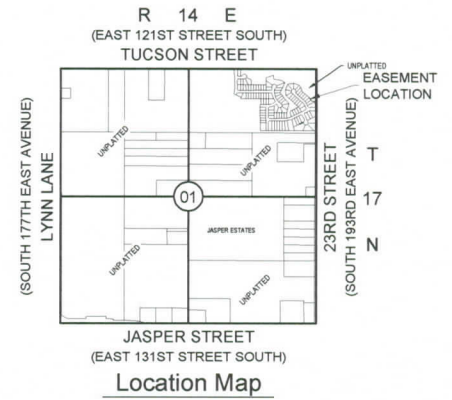 R 14 E
(EAST 121ST STREET SOUTH)
TUCSON STREET
UNPLATTED
EASEMENT
LOCATION
UNPLATTED
UNPLATTED
(SOUTH 177TH EAST AVENUE)
LYNN LANE
23RD STREET
(SOUTH 193RD EAST AVENUE)
T
17
N
01
JASPER ESTATES
UNPLATTED
UNPLATTED
JASPER STREET
(EAST 131ST STREET SOUTH)
Location Map